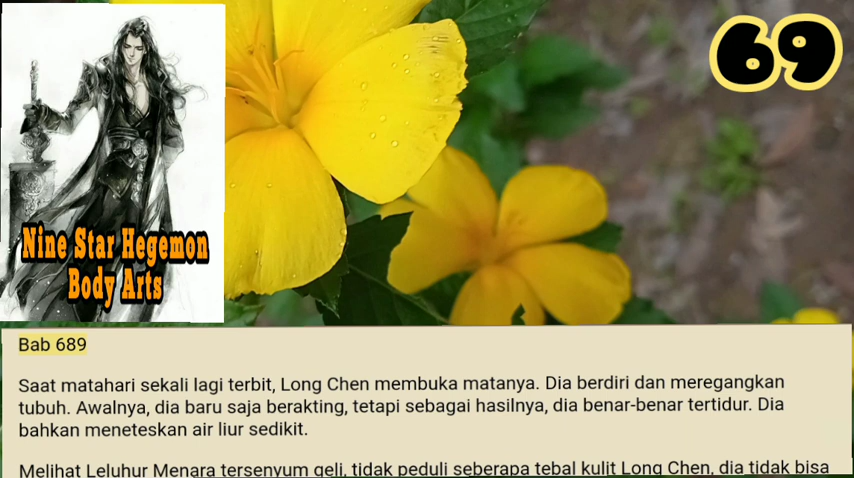 69
Nine Star Hegemon
Body Arts
Bab 689
Saat matahari sekali lagi terbit, Long Chen membuka matanya. Dia berdiri dan meregangkan
tubuh. Awalnya, dia baru saja berakting, tetapi sebagai hasilnya, dia benar-benar tertidur. Dia
bahkan meneteskan air liur sedikit.
Melihat Leluhur Menara tersenyum geli, tidak peduli seberapa tebal kulit Long Chen, dia tidak bisa